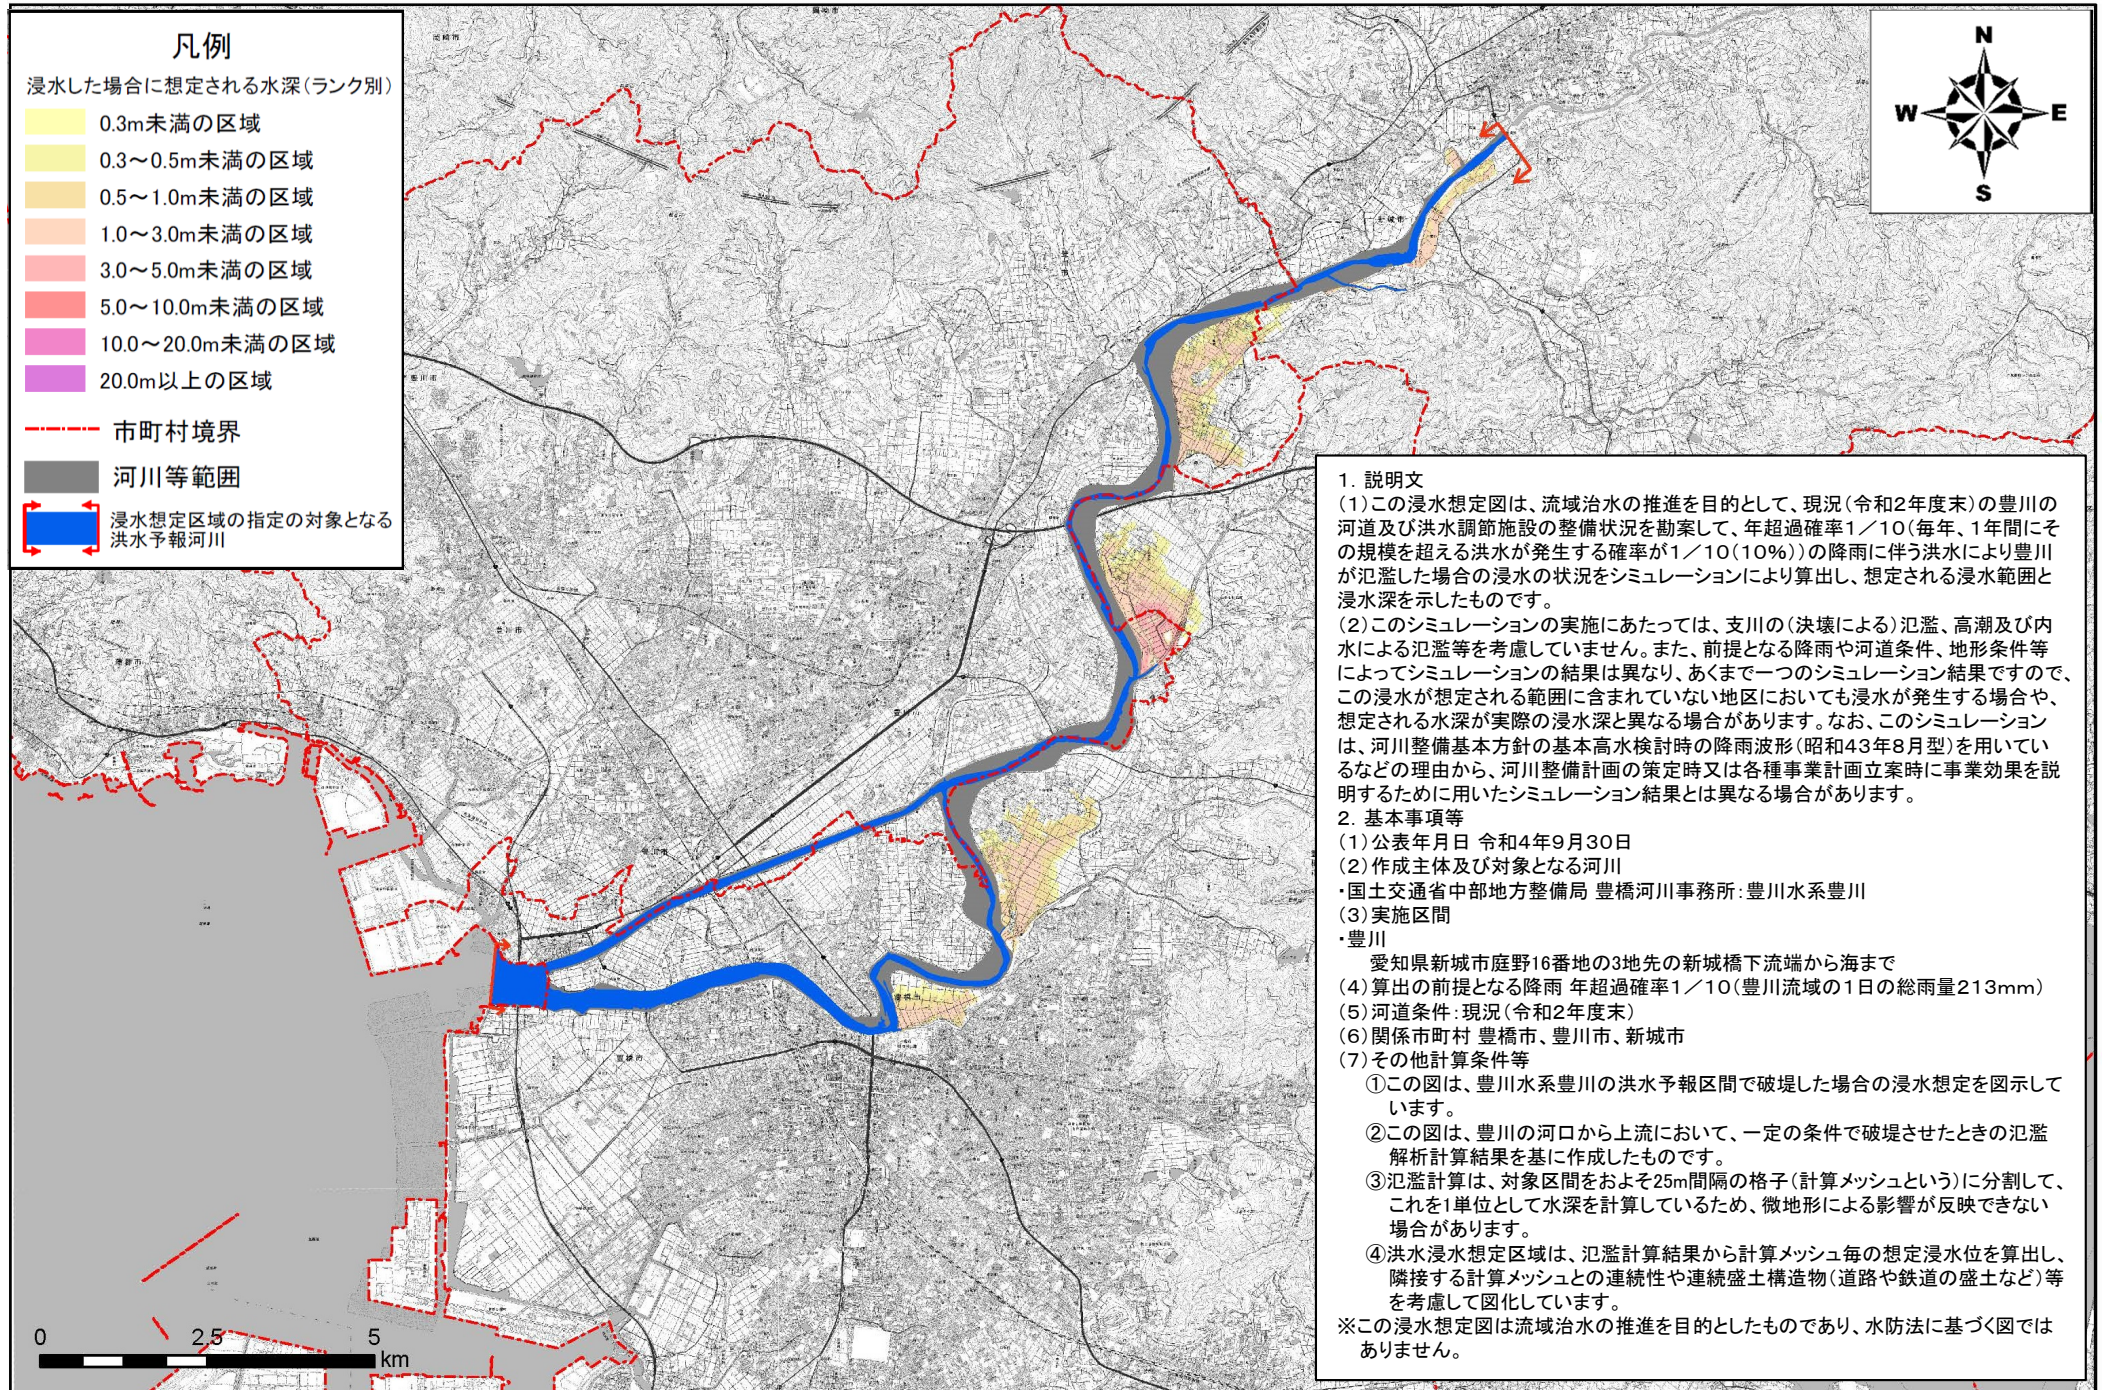 凡例
浸水した場合に想定される水深(ランク別)
0.3m未満の区域
0.3～0.5m未満の区域
0.5～1.0m未満の区域
1.0～3.0m未満の区域
3.0～5.0m未満の区域
5.0～10.0m未満の区域
10.0～20.0m未満の区域
20.0m以上の区域
市町村境界
河川等範囲
浸水想定区域の指定の対象となる
洪水予報河川
N
W E
S
新城市
豊川市
豊川市
豊川市
豊川市
豊橋市
豊橋市
蒲郡市
岡崎市
1. 説明文
(1)この浸水想定図は、流域治水の推進を目的として、現況(令和2年度末)の豊川の
河道及び洪水調節施設の整備状況を勘案して、年超過確率1／10(毎年、1年間にそ
の規模を超える洪水が発生する確率が1／10(10%))の降雨に伴う洪水により豊川
が氾濫した場合の浸水の状況をシミュレーションにより算出し、想定される浸水範囲と
浸水深を示したものです。
(2)このシミュレーションの実施にあたっては、支川の(決壊による)氾濫、高潮及び内
水による氾濫等を考慮していません。また、前提となる降雨や河道条件、地形条件等
によってシミュレーションの結果は異なり、あくまで一つのシミュレーション結果ですので、
この浸水が想定される範囲に含まれていない地区においても浸水が発生する場合や、
想定される水深が実際の浸水深と異なる場合があります。なお、このシミュレーション
は、河川整備基本方針の基本高水検討時の降雨波形(昭和43年8月型)を用いてい
るなどの理由から、河川整備計画の策定時又は各種事業計画立案時に事業効果を説
明するために用いたシミュレーション結果とは異なる場合があります。
2. 基本事項等
(1)公表年月日 令和4年9月30日
(2)作成主体及び対象となる河川
・国土交通省中部地方整備局 豊橋河川事務所:豊川水系豊川
(3)実施区間
・豊川
愛知県新城市庭野16番地の3地先の新城橋下流端から海まで
(4)算出の前提となる降雨 年超過確率1／10(豊川流域の1日の総雨量213mm)
(5)河道条件:現況(令和2年度末)
(6)関係市町村 豊橋市、豊川市、新城市
(7)その他計算条件等
①この図は、豊川水系豊川の洪水予報区間で破堤した場合の浸水想定を図示して
います。
②この図は、豊川の河口から上流において、一定の条件で破堤させたときの氾濫
解析計算結果を基に作成したものです。
③氾濫計算は、対象区間をおよそ25m間隔の格子(計算メッシュという)に分割して、
これを1単位として水深を計算しているため、微地形による影響が反映できない
場合があります。
④洪水浸水想定区域は、氾濫計算結果から計算メッシュ毎の想定浸水位を算出し、
隣接する計算メッシュとの連続性や連続盛土構造物(道路や鉄道の盛土など)等
を考慮して図化しています。
※この浸水想定図は流域治水の推進を目的としたものであり、水防法に基づく図では
ありません。
0 2.5 5
km